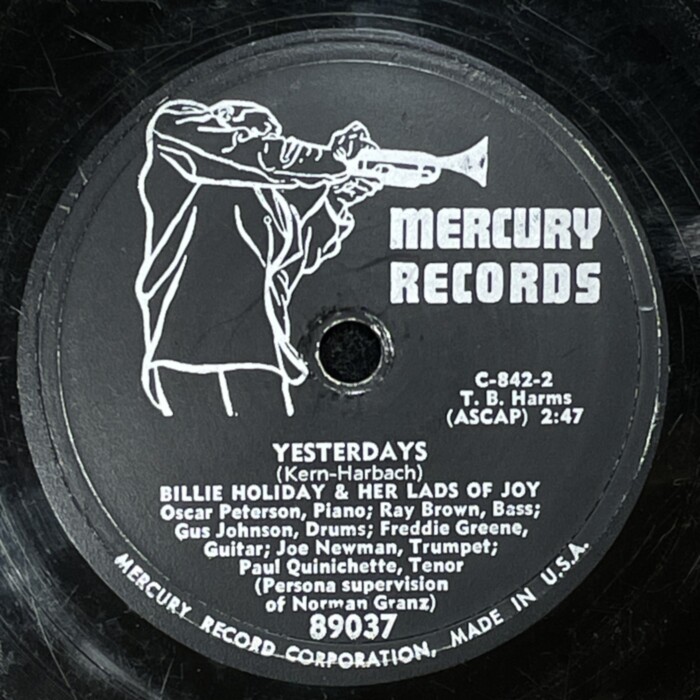 MERCURY
RECORDS
C-842-2
T. B. Harms
(ASCAP) 2:47
YESTERDAYS
(Kern-Harbach)
BILLIE HOLIDAY & HER LADS OF JOY
Oscar Peterson, Piano; Ray Brown, Bass;
Gus Johnson, Drums; Freddie Greene,
Guitar; Joe Newman, Trumpet;
Paul Quinichette, Tenor
(Persona supervision
of Norman Granz)
89037
MERCURY RECORD CORPORATION, MADE IN U.S.A.